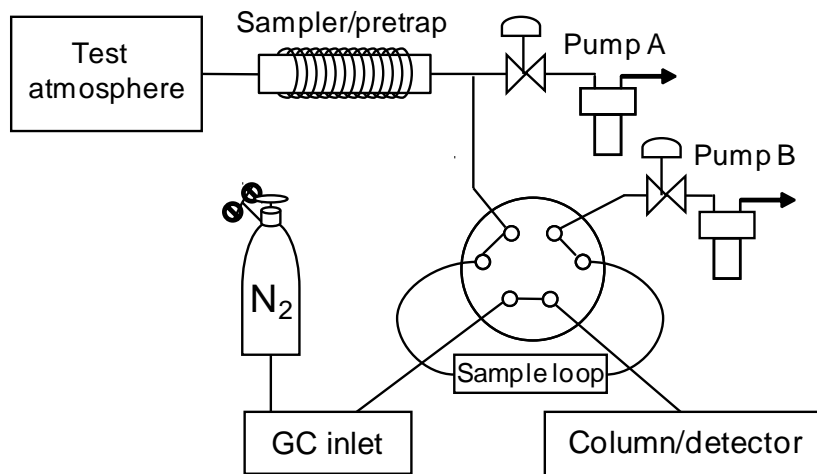 Sampler/pretrap
Test
atmosphere
Pump A
Pump B
N2
Sample loop
GC inlet
Column/detector